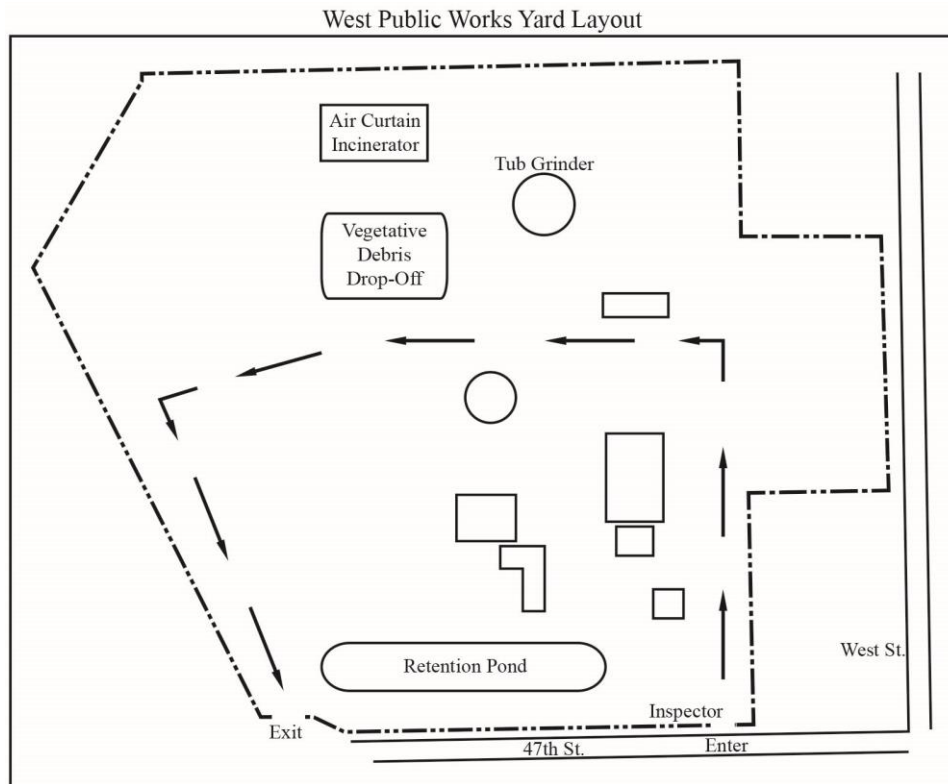 West Public Works Yard Layout
Air Curtain
Incinerator
Tub Grinder
Vegetative
Debris
Drop-Off
West St.
Retention Pond
Inspector
Exit
47th St.
Enter